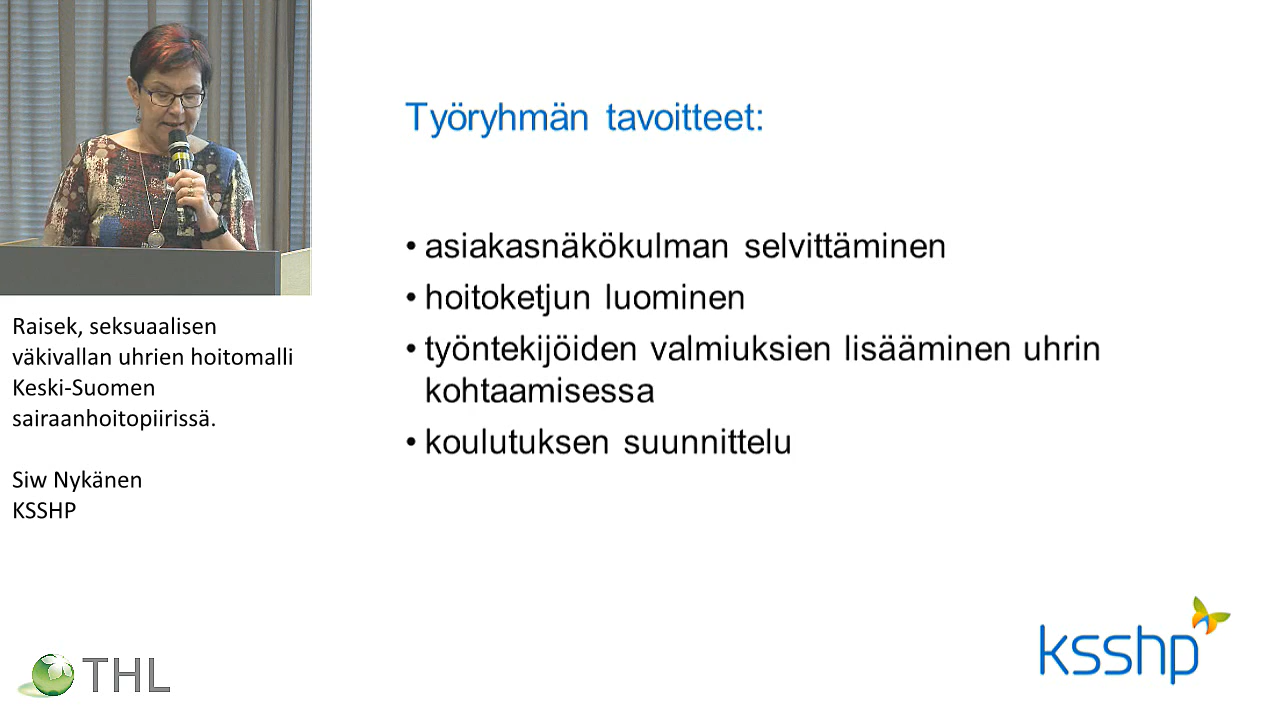 Raisek, seksuaalisen
väkivallan uhrien hoitomalli
Keski-Suomen
sairaanhoitopiirissä.
Siw Nykänen
KSSHP
THL
Työryhmän tavoitteet:
• asiakasnäkökulman selvittäminen
• hoitoketjun luominen
• työntekijöiden valmiuksien lisääminen uhrin
kohtaamisessa
• koulutuksen suunnittelu
ksshp